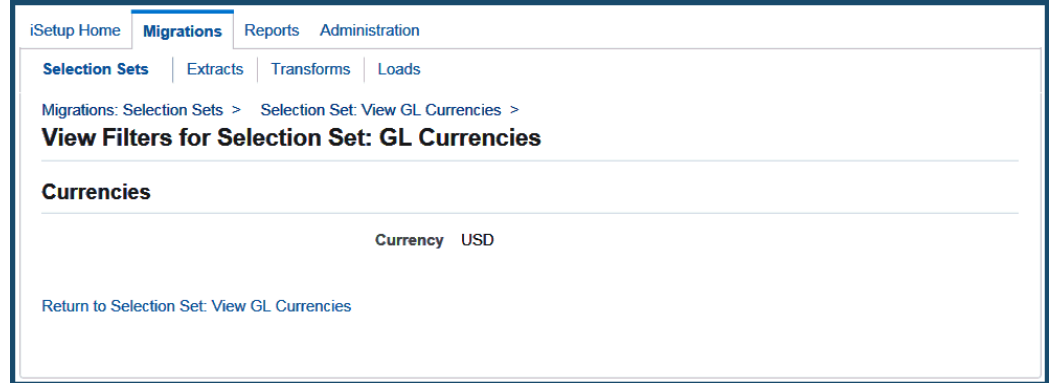 iSetup Home Migrations Reports Administration
Selection Sets Extracts Transforms Loads
Migrations: Selection Sets > Selection Set: View GL Currencies >
View Filters for Selection Set: GL Currencies
Currencies
Currency USD
Return to Selection Set: View GL Currencies